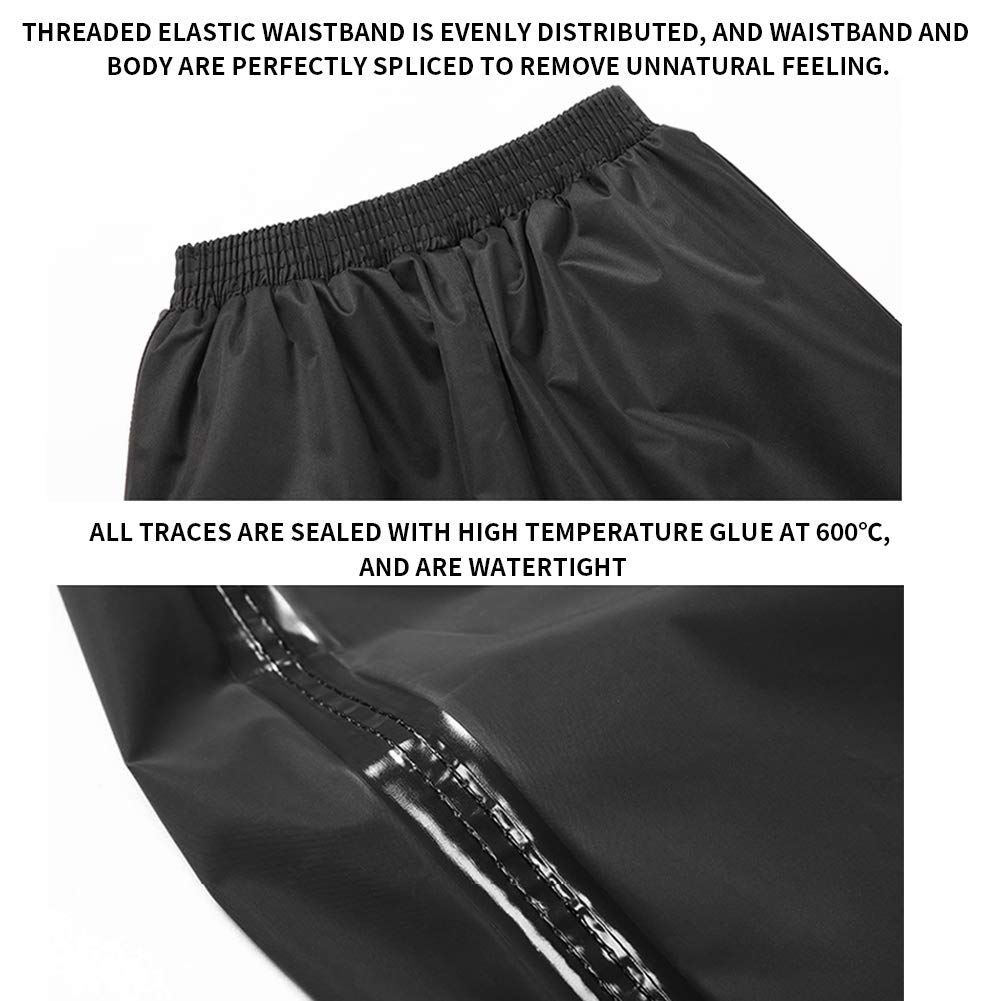 THREADED ELASTIC WAISTBAND IS EVENLY DISTRIBUTED, AND WAISTBAND AND
BODY ARE PERFECTLY SPLICED TO REMOVE UNNATURAL FEELING.
ALL TRACES ARE SEALED WITH HIGH TEMPERATURE GLUE AT 600℃,
AND ARE WATERTIGHT